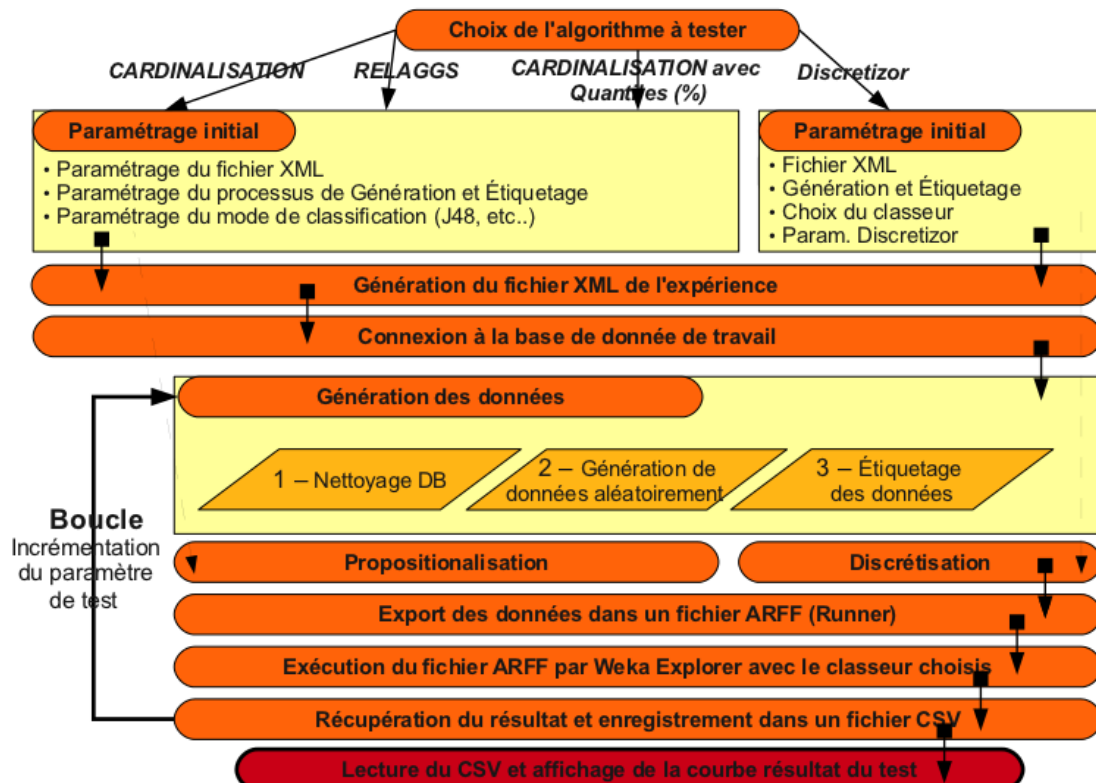 Choix de l'algorithme à tester
CARDINALISATION
RELAGGS
CARDINALISATION avec
Quantites (%)
Discretizor
Paramétrage initial
• Paramétrage du fichier XML
• Paramétrage du processus de Génération et Étiquetage
• Paramétrage du mode de classification (J48, etc..)
Paramétrage initial
• Fichier XML
• Génération et Étiquetage
• Choix du classeur
• Param. Discretizor
Génération du fichier XML de l'expérience
Connexion à la base de donnée de travail
Génération des données
1 – Nettoyage DB
2 – Génération de
données aléatoirement
3 – Étiquetage
des données
Boucle
Incrémentation
du paramètre
de test
Propositionalisation
Discrétisation
Export des données dans un fichier ARFF (Runner)
Exécution du fichier ARFF par Weka Explorer avec le classeur choisis
Récupération du résultat et enregistrement dans un fichier CSV
Lecture du CSV et affichage de la courbe résultat du test